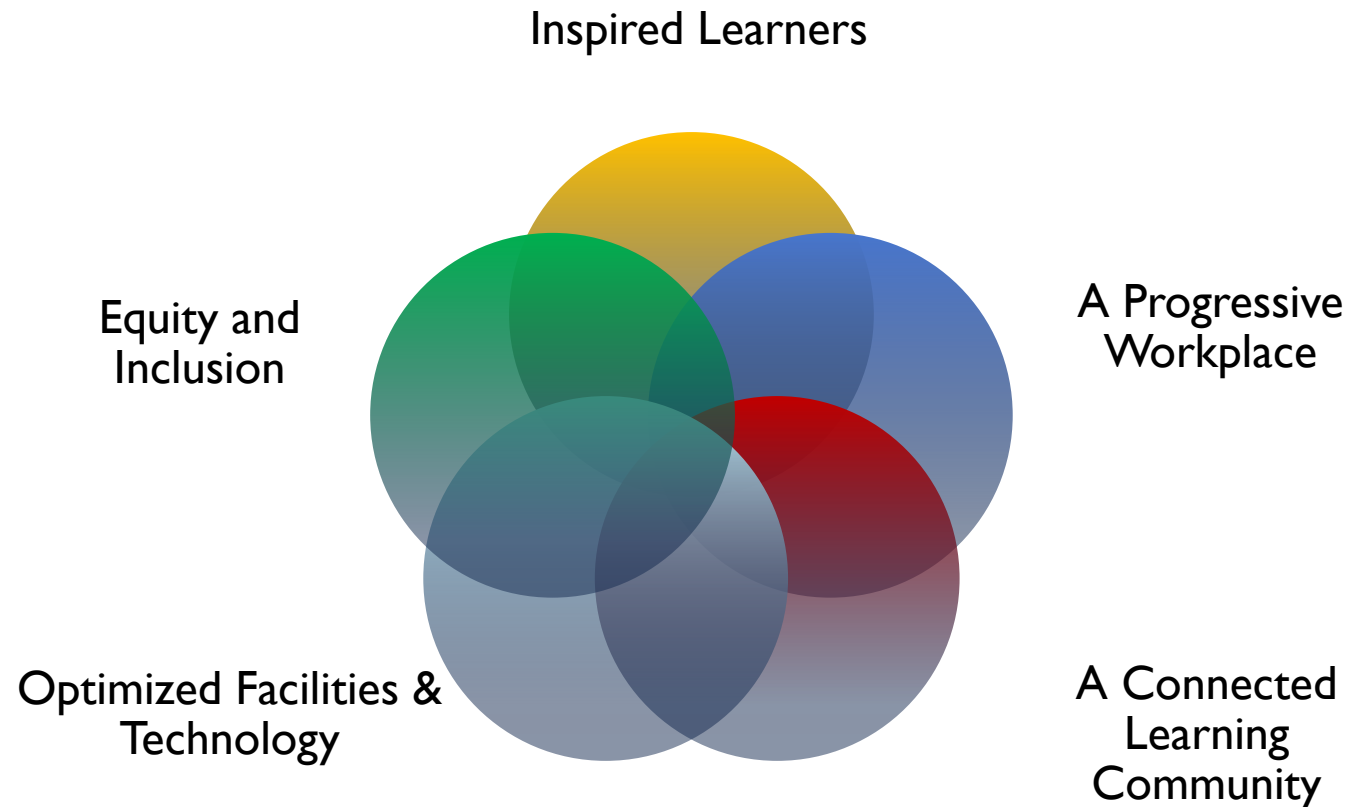 Inspired Learners
Equity and
Inclusion
A Progressive
Workplace
Optimized Facilities &
Technology
A Connected
Learning
Community